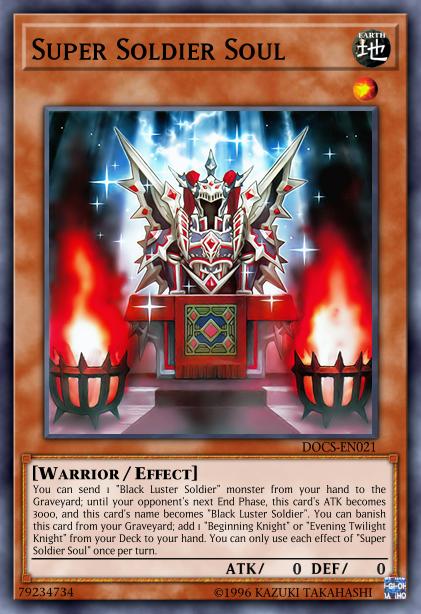 SUPER SOLDIER SOUL
EARTH
地
DOCS-EN021
[WARRIOR / EFFECT]
You can send 1 "Black Luster Soldier" monster from your hand to the
Graveyard; until your opponent's next End Phase, this card's ATK becomes
3000, and this card's name becomes "Black Luster Soldier". You can banish
this card from your Graveyard; add 1 "Beginning Knight" or "Evening Twilight
Knight" from your Deck to your hand. You can only use each effect of "Super
Soldier Soul" once per turn.
ATK/ 0 DEF/ 0
79234734
©1996 KAZUKI TAKAHASHI